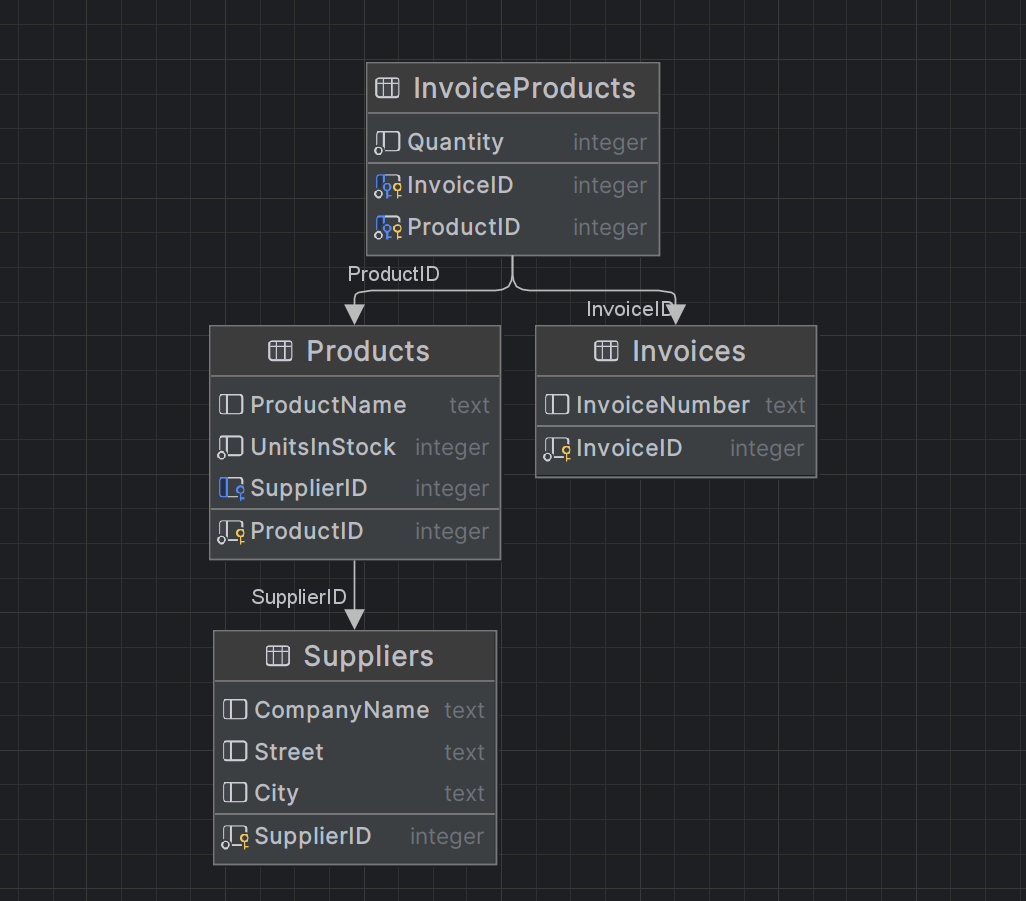 InvoiceProducts
Quantity integer
InvoiceID integer
ProductID integer
ProductID
InvoiceID
Products
ProductName text
UnitsInStock integer
SupplierID integer
ProductID integer
Invoices
InvoiceNumber text
InvoiceID integer
SupplierID
Suppliers
CompanyName text
Street text
City text
SupplierID integer